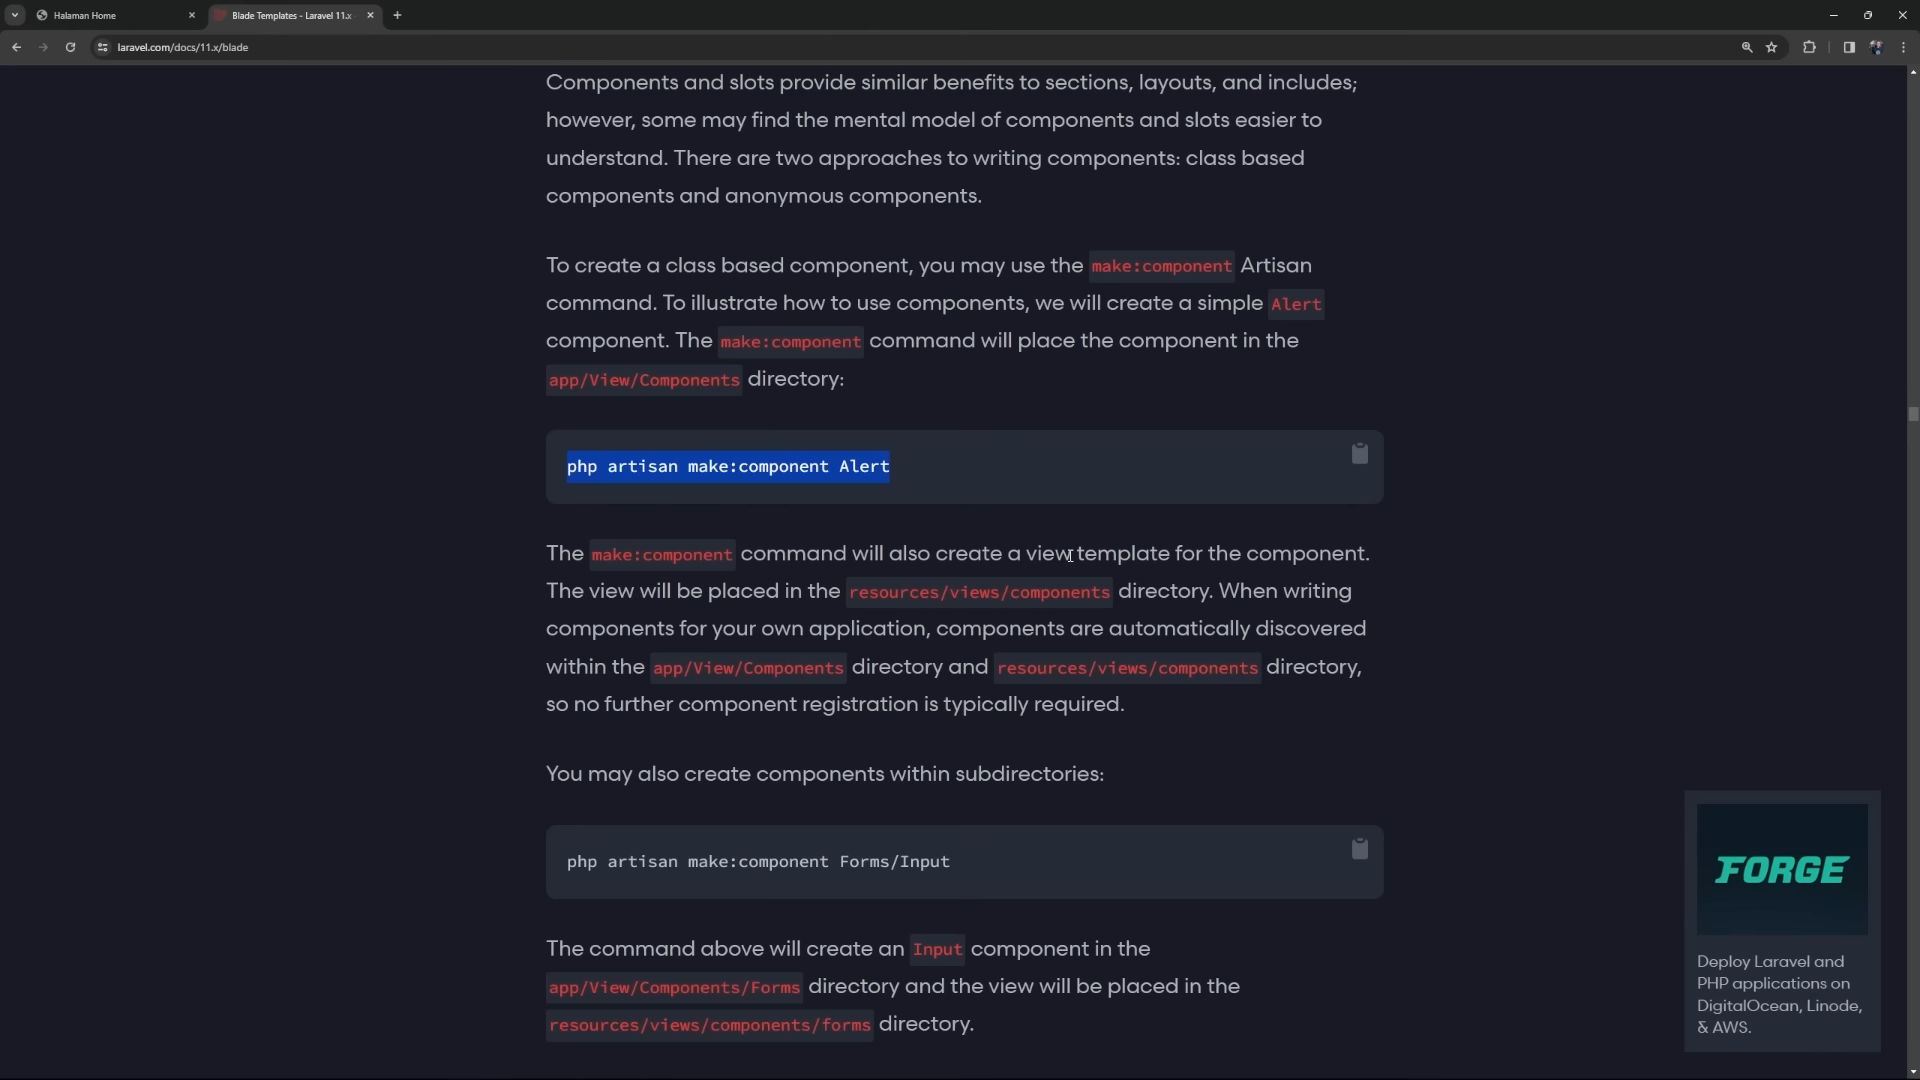 Halaman Home
Blade Templates - Laravel 11.x
laravel.com/docs/11.x/blade
Components and slots provide similar benefits to sections, layouts, and includes;
however, some may find the mental model of components and slots easier to
understand. There are two approaches to writing components: class based
components and anonymous components.
To create a class based component, you may use the make:component Artisan
command. To illustrate how to use components, we will create a simple Alert
component. The make:component command will place the component in the
app/View/Components directory:
php artisan make:component Alert
The make:component command will also create a view template for the component.
The view will be placed in the resources/views/components directory. When writing
components for your own application, components are automatically discovered
within the app/View/Components directory and resources/views/components directory,
so no further component registration is typically required.
You may also create components within subdirectories:
php artisan make:component Forms/Input
The command above will create an Input component in the
app/View/Components/Forms directory and the view will be placed in the
resources/views/components/forms directory.
FORGE
Deploy Laravel and
PHP applications on
DigitalOcean, Linode,
& AWS.